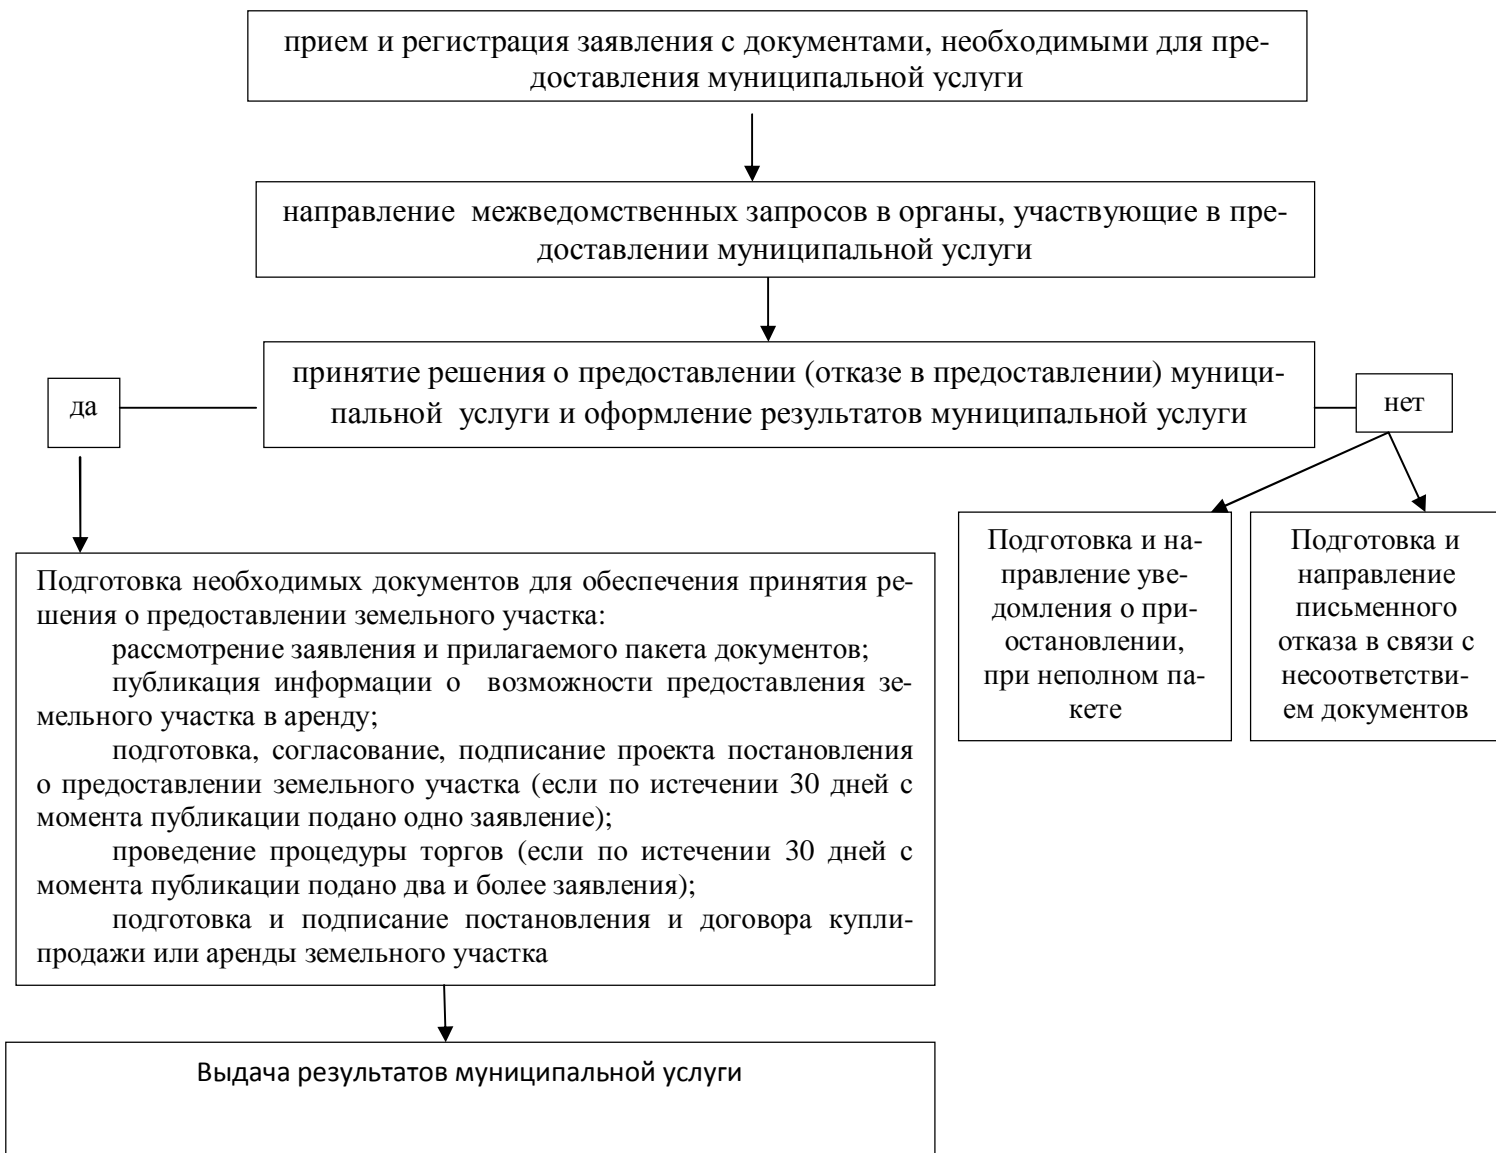 прием и регистрация заявления с документами, необходимыми для пре-
доставления муниципальной услуги
направление межведомственных запросов в органы, участвующие в пре-
доставлении муниципальной услуги
принятие решения о предоставлении (отказе в предоставлении) муници-
пальной услуги и оформление результатов муниципальной услуги
да
нет
Подготовка необходимых документов для обеспечения принятия ре-
шения о предоставлении земельного участка:
рассмотрение заявления и прилагаемого пакета документов;
публикация информации о возможности предоставления зе-
мельного участка в аренду;
подготовка, согласование, подписание проекта постановления
о предоставлении земельного участка (если по истечении 30 дней с
момента публикации подано одно заявление);
проведение процедуры торгов (если по истечении 30 дней с
момента публикации подано два и более заявления);
подготовка и подписание постановления и договора купли-
продажи или аренды земельного участка
Подготовка и на-
правление уве-
домления о при-
остановлении,
при неполном па-
кете
Подготовка и
направление
письменного
отказа в связи с
несоответстви-
ем документов
Выдача результатов муниципальной услуги